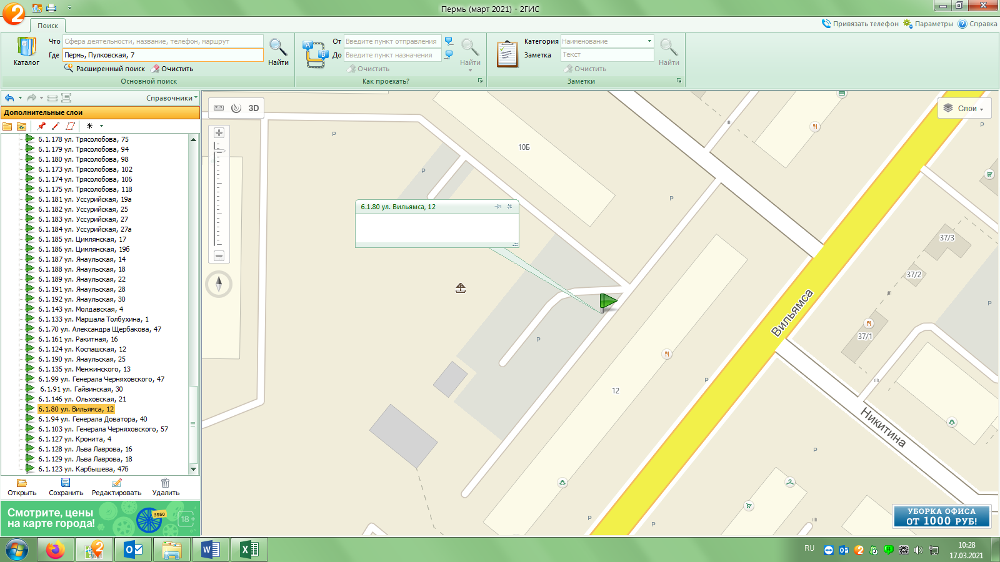 Пермь (март 2021) - 2ГИС
Поиск
Привязать телефон
Параметры
Справка
Каталог
Что
Сфера деятельности, название, телефон, маршрут
Где
Пермь, Пулковская, 7
Расширенный поиск
Очистить
Найти
Основной поиск
От
Введите пункт отправления
До
Введите пункт назначения
Очистить
Найти
Как проехать?
Категория
Наименование
Заметка
Текст
Очистить
Найти
Заметки
Справочники
Дополнительные слои
6.1.178 ул. Трясолобова, 75
6.1.179 ул. Трясолобова, 94
6.1.180 ул. Трясолобова, 98
6.1.173 ул. Трясолобова, 102
6.1.174 ул. Трясолобова, 106
6.1.175 ул. Трясолобова, 118
6.1.181 ул. Уссурийская, 19а
6.1.182 ул. Уссурийская, 25
6.1.183 ул. Уссурийская, 27
6.1.184 ул. Уссурийская, 27а
6.1.185 ул. Цимлянская, 17
6.1.186 ул. Цимлянская, 19б
6.1.187 ул. Янаульская, 14
6.1.188 ул. Янаульская, 18
6.1.189 ул. Янаульская, 22
6.1.191 ул. Янаульская, 28
6.1.192 ул. Янаульская, 30
6.1.143 ул. Молдавская, 4
6.1.133 ул. Маршала Толбухина, 1
6.1.70 ул. Александра Щербакова, 47
6.1.161 ул. Ракитная, 16
6.1.124 ул. Коспашская, 12
6.1.190 ул. Янаульская, 25
6.1.135 ул. Менжинского, 13
6.1.99 ул. Генерала Черняховского, 47
6.1.91 ул. Гайвинская, 30
6.1.146 ул. Ольховская, 21
6.1.80 ул. Вильямса, 12
6.1.94 ул. Генерала Доватора, 40
6.1.103 ул. Генерала Черняховского, 57
6.1.127 ул. Кронита, 4
6.1.128 ул. Льва Лаврова, 16
6.1.129 ул. Льва Лаврова, 18
6.1.123 ул. Карбышева, 47б
Открыть
Сохранить
Редактировать
Удалить
Смотрите, цены
на карте города!
3550
18+
3D
Слои
P
10Б
P
P
P
6.1.80 ул. Вильямса, 12
37/3
37/2
37/1
P
P
12
P
Вильямса
Никитина
P
P
P
УБОРКА ОФИСА
ОТ 1000 РУБ!
RU
10:28
17.03.2021